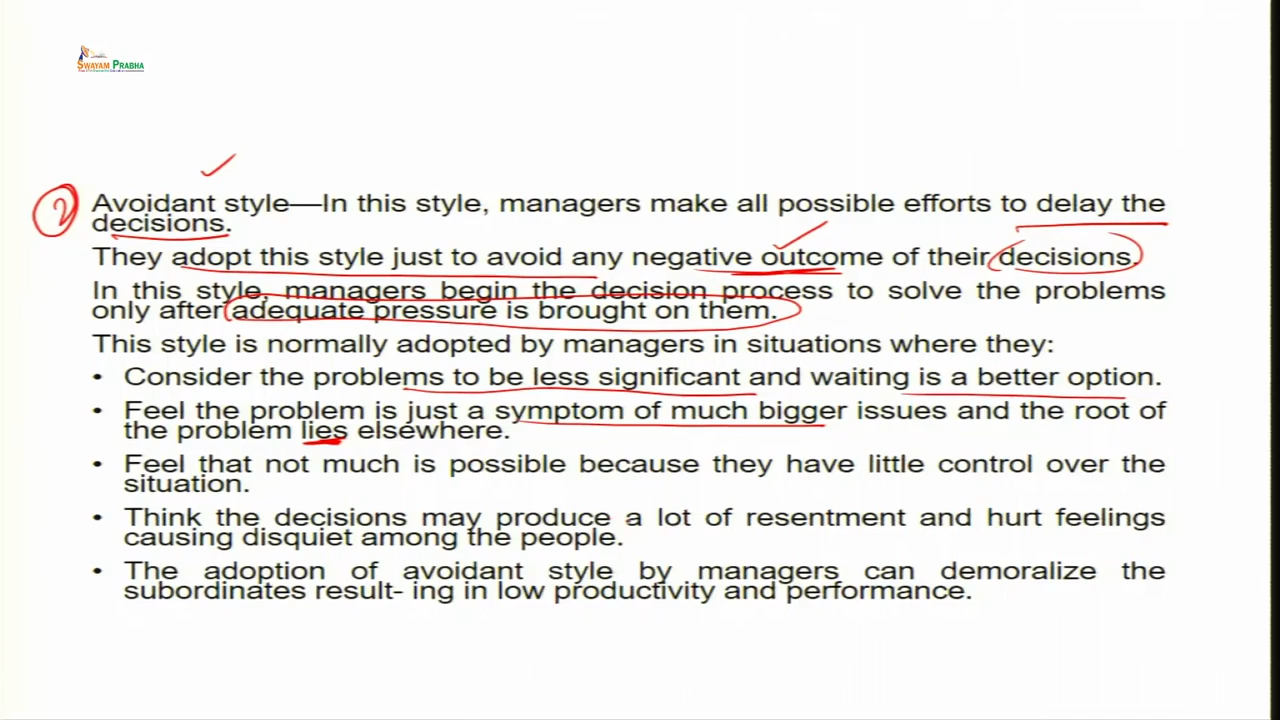 SWAYAM PRABHA
2
Avoidant style—In this style, managers make all possible efforts to delay the
decisions.
They adopt this style just to avoid any negative outcome of their decisions.
In this style, managers begin the decision process to solve the problems
only after adequate pressure is brought on them.
This style is normally adopted by managers in situations where they:
• Consider the problems to be less significant and waiting is a better option.
• Feel the problem is just a symptom of much bigger issues and the root of
the problem lies elsewhere.
• Feel that not much is possible because they have little control over the
situation.
• Think the decisions may produce a lot of resentment and hurt feelings
causing disquiet among the people.
• The adoption of avoidant style by managers can demoralize the
subordinates result- ing in low productivity and performance.